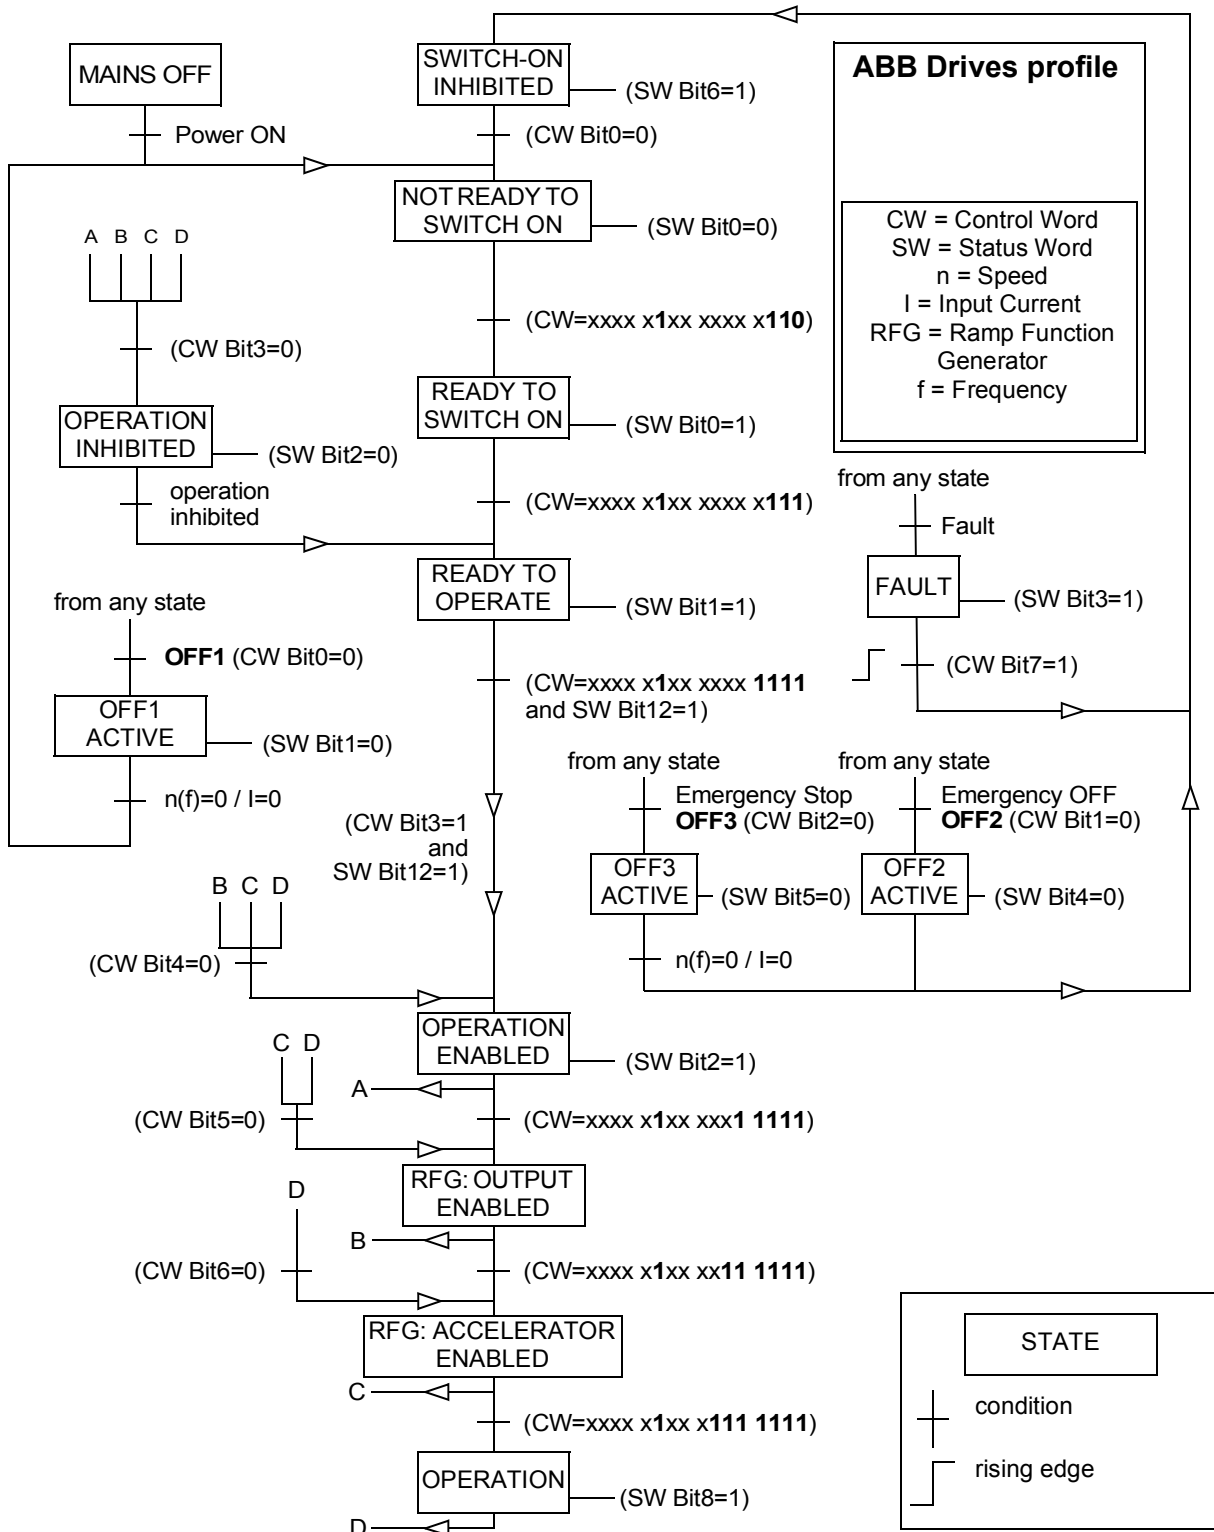 MAINS OFF
Power ON
SWITCH-ON
INHIBITED
(SW Bit6=1)
(CW Bit0=0)
ABB Drives profile
CW = Control Word
SW = Status Word
n = Speed
I = Input Current
RFG = Ramp Function
Generator
f = Frequency
NOT READY TO
SWITCH ON
(SW Bit0=0)
A B C D
(CW Bit3=0)
(CW=xxxx x1xx xxxx x110)
OPERATION
INHIBITED
(SW Bit2=0)
operation
inhibited
READY TO
SWITCH ON
(SW Bit0=1)
(CW=xxxx x1xx xxxx x111)
from any state
Fault
FAULT
(SW Bit3=1)
(CW Bit7=1)
READY TO
OPERATE
(SW Bit1=1)
(CW=xxxx x1xx xxxx 1111
and SW Bit12=1)
from any state
OFF1 (CW Bit0=0)
OFF1
ACTIVE
(SW Bit1=0)
n(f)=0 / I=0
(CW Bit3=1
and
SW Bit12=1)
from any state
Emergency Stop
OFF3 (CW Bit2=0)
OFF3
ACTIVE
(SW Bit5=0)
n(f)=0 / I=0
from any state
Emergency OFF
OFF2 (CW Bit1=0)
OFF2
ACTIVE
(SW Bit4=0)
B C D
(CW Bit4=0)
OPERATION
ENABLED
(SW Bit2=1)
A
C D
(CW Bit5=0)
(CW=xxxx x1xx xxx1 1111)
RFG: OUTPUT
ENABLED
B
D
(CW Bit6=0)
(CW=xxxx x1xx xx11 1111)
RFG: ACCELERATOR
ENABLED
C
(CW=xxxx x1xx x111 1111)
OPERATION
(SW Bit8=1)
D
STATE
condition
rising edge